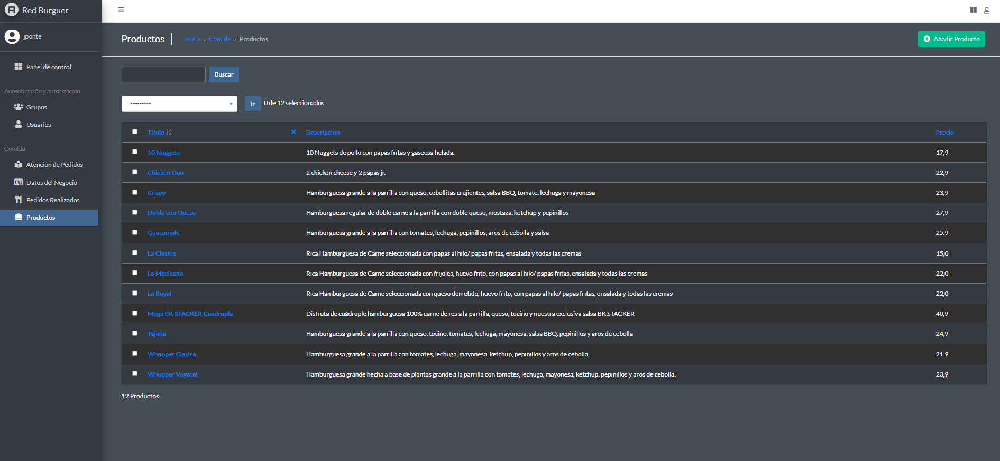 Red Burguer
jponte
Panel de control
Autenticación y autorización
Grupos
Usuarios
Comida
Atencion de Pedidos
Datos del Negocio
Pedidos Realizados
Productos
Productos
Inicio › Comida › Productos
Añadir Producto
Buscar
---------
Ir
0 de 12 seleccionados
Titulo Descripcion Precio
10 Nuggets 10 Nuggets de pollo con papas fritas y gaseosa helada. 17,9
Chicken Duo 2 chicken cheese y 2 papas jr. 22,9
Crispy Hamburguesa grande a la parrilla con queso, cebollitas crujientes, salsa BBQ, tomate, lechuga y mayonesa 23,9
Doble con Queso Hamburguesa regular de doble carne a la parrilla con doble queso, mostaza, ketchup y pepinillos 27,9
Guacamole Hamburguesa grande a la parrilla con tomates, lechuga, pepinillos, aros de cebolla y salsa 25,9
La Clasica Rica Hamburguesa de Carne seleccionada con papas al hilo/ papas fritas, ensalada y todas las cremas 15,0
La Mexicana Rica Hamburguesa de Carne seleccionada con frijoles, huevo frito, con papas al hilo/ papas fritas, ensalada y todas las cremas 22,0
La Royal Rica Hamburguesa de Carne seleccionada con queso derretido, huevo frito, con papas al hilo/ papas fritas, ensalada y todas las cremas 22,0
Mega BK STACKER Cuadruple Disfruta de cuádruple hamburguesa 100% carne de res a la parrilla, queso, tocino y nuestra exclusiva salsa BK STACKER 40,9
Tejana Hamburguesa grande a la parrilla con queso, tocino, tomates, lechuga, mayonesa, salsa BBQ, pepinillos y aros de cebolla 24,9
Whooper Clasica Hamburguesa grande a la parrilla con tomates, lechuga, mayonesa, ketchup, pepinillos y aros de cebolla. 21,9
Whopper Vegetal Hamburguesa grande hecha a base de plantas grande a la parrilla con tomates, lechuga, mayonesa, ketchup, pepinillos y aros de cebolla. 23,9
12 Productos